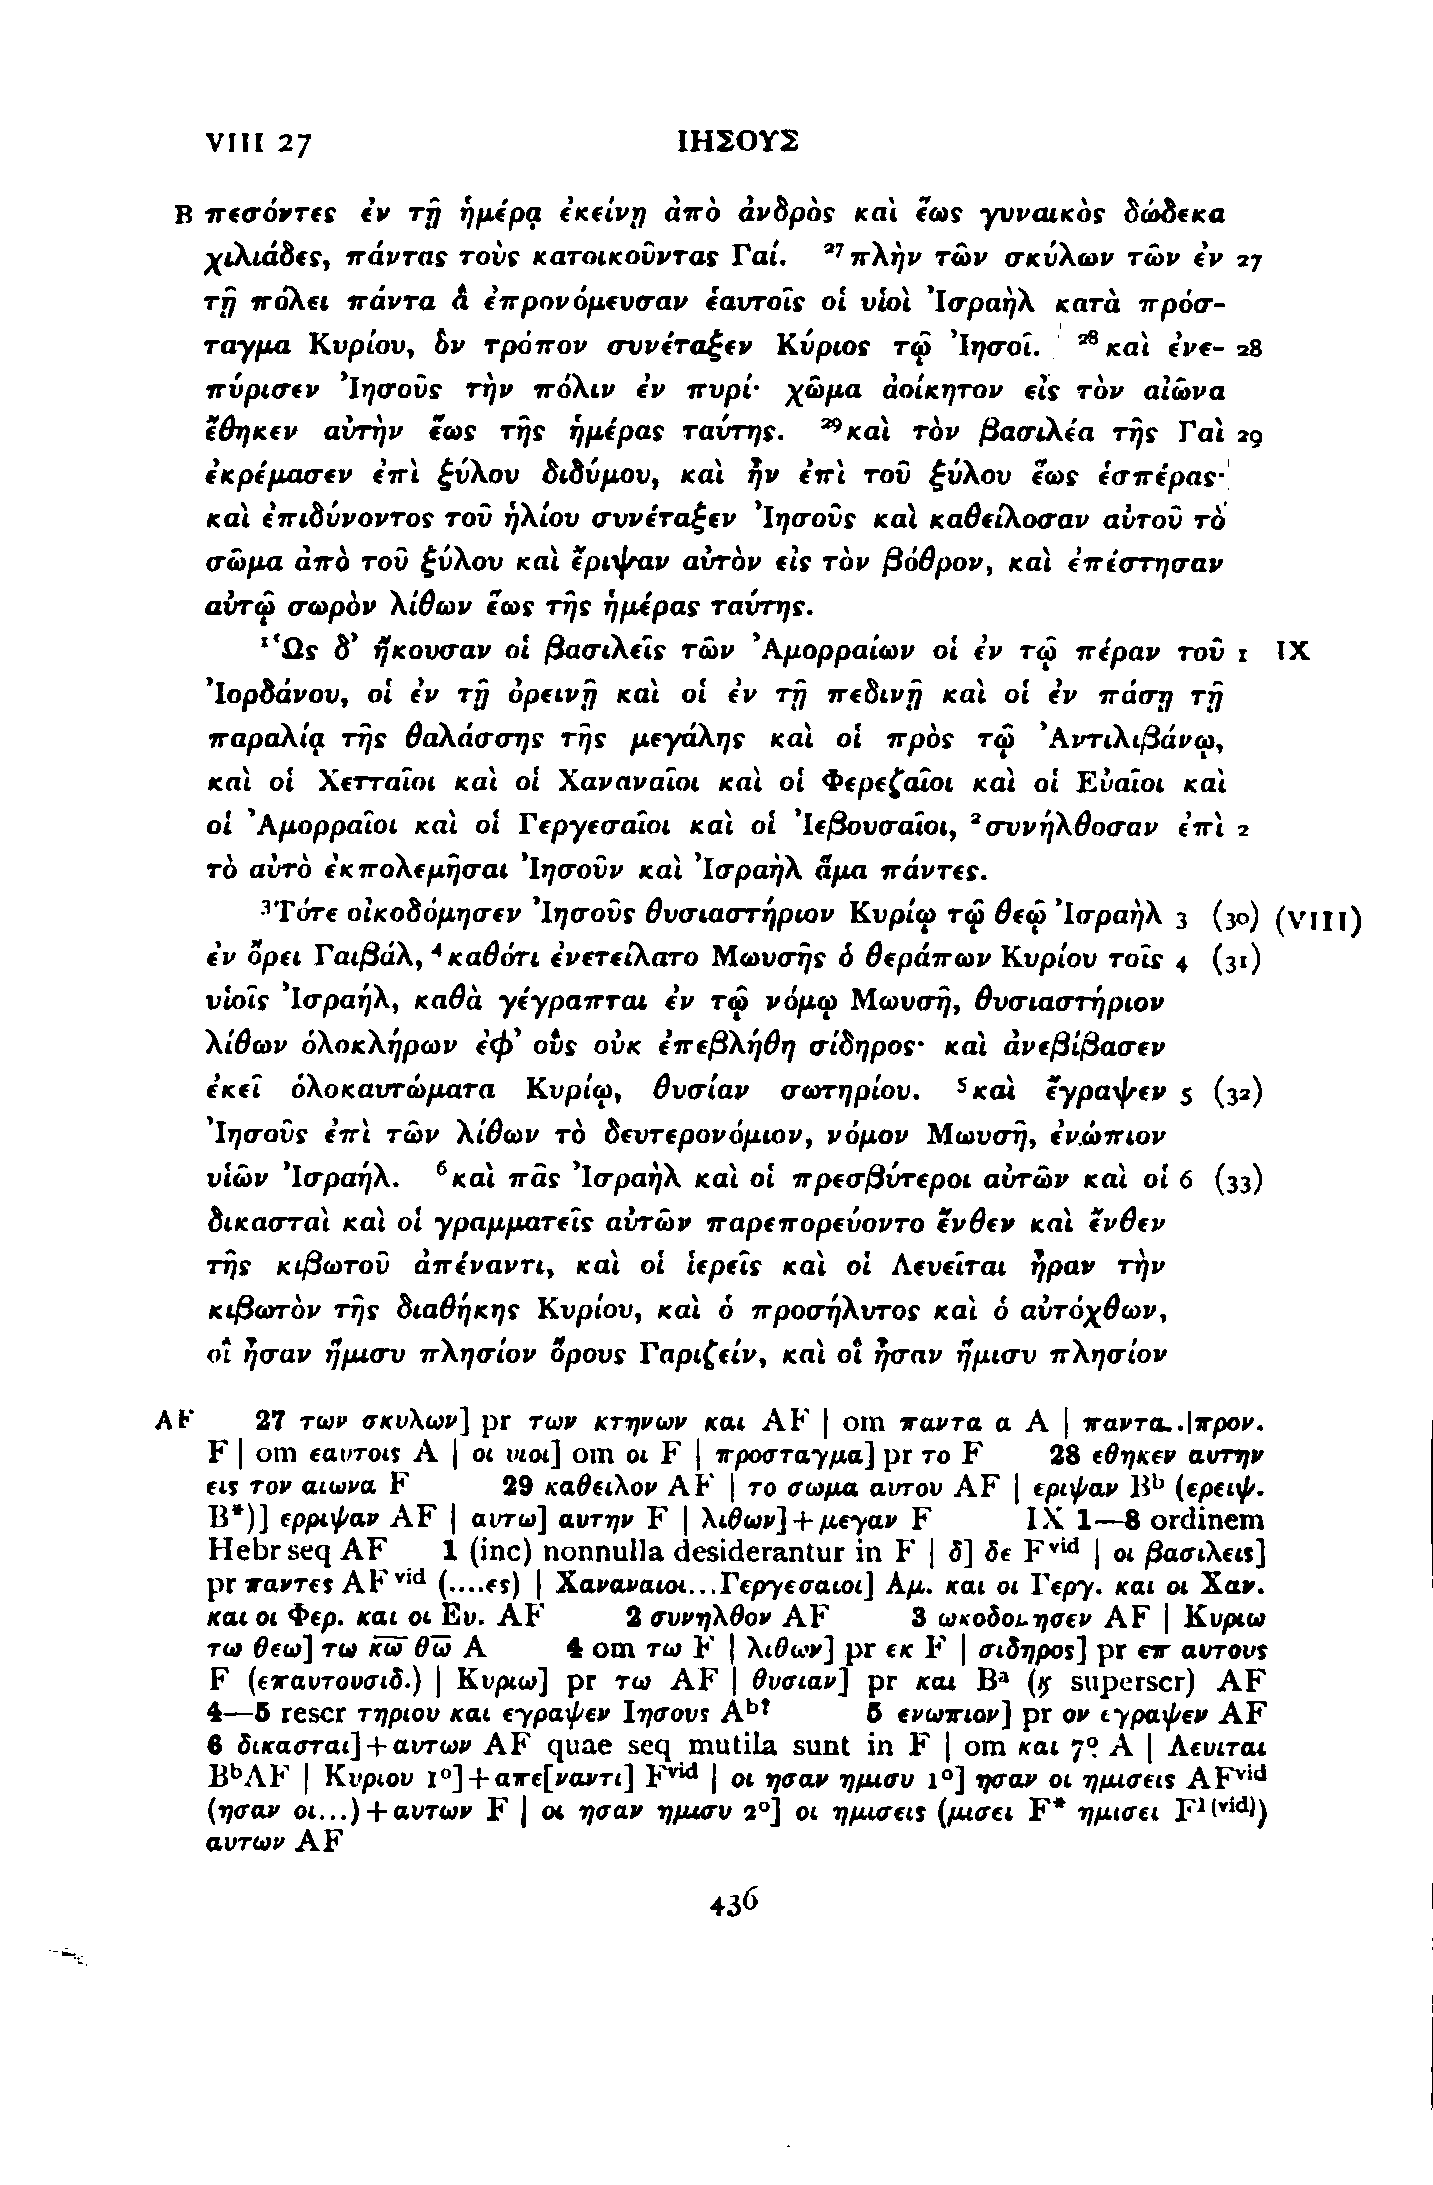 VIII 27 ΙΗΣΟΥΣ
B πεσόντες ἐν τῇ ἡμέρᾳ ἐκείνῃ ἀπὸ ἀνδρὸς καὶ ἕως γυναικὸς δώδεκα
χιλιάδες, πάντας τοὺς κατοικοῦντας Γαί. ²⁷πλὴν τῶν σκύλων τῶν ἐν 27
τῇ πόλει πάντα ἃ ἐπρονόμευσαν ἑαυτοῖς οἱ υἱοὶ Ἰσραὴλ κατὰ πρόσ-
ταγμα Κυρίου, ὃν τρόπον συνέταξεν Κύριος τῷ Ἰησοῖ. ²⁸καὶ ἐνε- 28
πύρισεν Ἰησοῦς τὴν πόλιν ἐν πυρί· χῶμα ἀοίκητον εἰς τὸν αἰῶνα
ἔθηκεν αὐτὴν ἕως τῆς ἡμέρας ταύτης. ²⁹καὶ τὸν βασιλέα τῆς Γαὶ 29
ἐκρέμασεν ἐπὶ ξύλου διδύμου, καὶ ἦν ἐπὶ τοῦ ξύλου ἕως ἑσπέρας·
καὶ ἐπιδύνοντος τοῦ ἡλίου συνέταξεν Ἰησοῦς καὶ καθείλοσαν αὐτοῦ τὸ
σῶμα ἀπὸ τοῦ ξύλου καὶ ἔριψαν αὐτὸν εἰς τὸν βόθρον, καὶ ἐπέστησαν
αὐτῷ σωρὸν λίθων ἕως τῆς ἡμέρας ταύτης.
¹Ὡς δ’ ἤκουσαν οἱ βασιλεῖς τῶν Ἀμορραίων οἱ ἐν τῷ πέραν τοῦ 1 IX
Ἰορδάνου, οἱ ἐν τῇ ὀρεινῇ καὶ οἱ ἐν τῇ πεδινῇ καὶ οἱ ἐν πάσῃ τῇ
παραλίᾳ τῆς θαλάσσης τῆς μεγάλης καὶ οἱ πρὸς τῷ Ἀντιλιβάνῳ,
καὶ οἱ Χετταῖοι καὶ οἱ Χαναναῖοι καὶ οἱ Φερεζαῖοι καὶ οἱ Εὑαῖοι καὶ
οἱ Ἀμορραῖοι καὶ οἱ Γεργεσαῖοι καὶ οἱ Ἰεβουσαῖοι, ²συνήλθοσαν ἐπὶ 2
τὸ αὐτὸ ἐκπολεμῆσαι Ἰησοῦν καὶ Ἰσραὴλ ἅμα πάντες.
³Τότε οἰκοδόμησεν Ἰησοῦς θυσιαστήριον Κυρίῳ τῷ θεῷ Ἰσραὴλ 3 (30) (VIII)
ἐν ὄρει Γαιβάλ, ⁴καθότι ἐνετείλατο Μωυσῆς ὁ θεράπων Κυρίου τοῖς 4 (31)
υἱοῖς Ἰσραήλ, καθὰ γέγραπται ἐν τῷ νόμῳ Μωυσῆ, θυσιαστήριον
λίθων ὁλοκλήρων ἐφ’ οὓς οὐκ ἐπεβλήθη σίδηρος· καὶ ἀνεβίβασεν
ἐκεῖ ὁλοκαυτώματα Κυρίῳ, θυσίαν σωτηρίου. ⁵καὶ ἔγραψεν 5 (32)
Ἰησοῦς ἐπὶ τῶν λίθων τὸ δευτερονόμιον, νόμον Μωυσῆ, ἐνώπιον
υἱῶν Ἰσραήλ. ⁶καὶ πᾶς Ἰσραὴλ καὶ οἱ πρεσβύτεροι αὐτῶν καὶ οἱ 6 (33)
δικασταὶ καὶ οἱ γραμματεῖς αὐτῶν παρεπορεύοντο ἔνθεν καὶ ἔνθεν
τῆς κιβωτοῦ ἀπέναντι, καὶ οἱ ἱερεῖς καὶ οἱ Λευεῖται ἦραν τὴν
κιβωτὸν τῆς διαθήκης Κυρίου, καὶ ὁ προσήλυτος καὶ ὁ αὐτόχθων,
οἳ ἦσαν ἥμισυ πλησίον ὄρους Γαριζείν, καὶ οἳ ἦσαν ἥμισυ πλησίον
AF 27 των σκυλων] pr των κτηνων και AF | om παντα α A | παντα..|προν.
F | om εαυτοις A | οι υιοι] om οι F | προσταγμα] pr το F 28 εθηκεν αυτην
εις τον αιωνα F 29 καθειλον AF | το σωμα αυτου AF | εριψαν Bᵇ (ερειψ.
B*)] ερριψαν AF | αυτω] αυτην F | λιθων]+μεγαν F IX 1—8 ordinem
Hebr seq AF 1 (inc) nonnulla desiderantur in F | δ] δε Fᵛⁱᵈ | οι βασιλεις]
pr παντες AFᵛⁱᵈ (....ες) | Χαναναιοι...Γεργεσαιοι] Αμ. και οι Γεργ. και οι Χαν.
και οι Φερ. και οι Ευ. AF 2 συνηλθον AF 3 ωκοδομησεν AF | Κυριω
τω θεω] τω κ̅ω̅ θ̅ω̅ A 4 om τω F | λιθων] pr εκ F | σιδηρος] pr επ αυτους
F (επαυτουσιδ.) | Κυριω] pr τω AF | θυσιαν] pr και Bᵃ (ϗ superscr) AF
4—5 rescr τηριου και εγραψεν Ιησους Aᵇ† 5 ενωπιον] pr ον εγραψεν AF
6 δικασται]+αυτων AF quae seq mutila sunt in F | om και 7° A | Λευιται
BᵇAF | Κυριου 1°]+απε[ναντι] Fᵛⁱᵈ | οι ησαν ημισυ 1°] ησαν οι ημισεις AFᵛⁱᵈ
(ησαν οι...)+αυτων F | οι ησαν ημισυ 2°] οι ημισεις (μισει F* ημισει F¹⁽ᵛⁱᵈ⁾)
αυτων AF
436